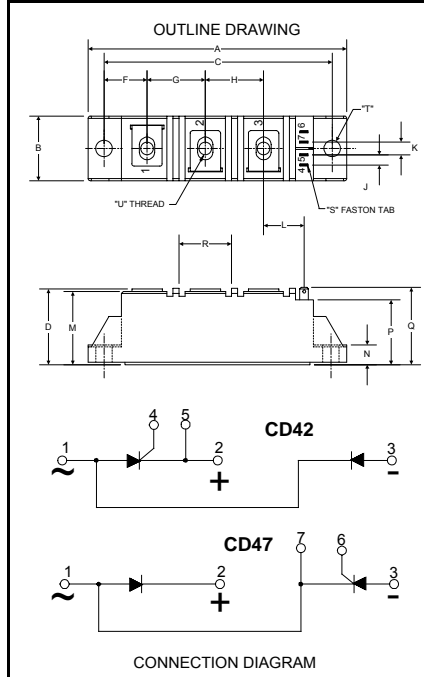 OUTLINE DRAWING
A
C
F G H
"T"
B
1 2 3
7 6
4 5
K
J
"U" THREAD
"S" FASTON TAB
L
R
D M
N P Q
4 5
CD42
1 2 3
~ + -
CD47
7 6
1 2 3
~ + -
CONNECTION DIAGRAM